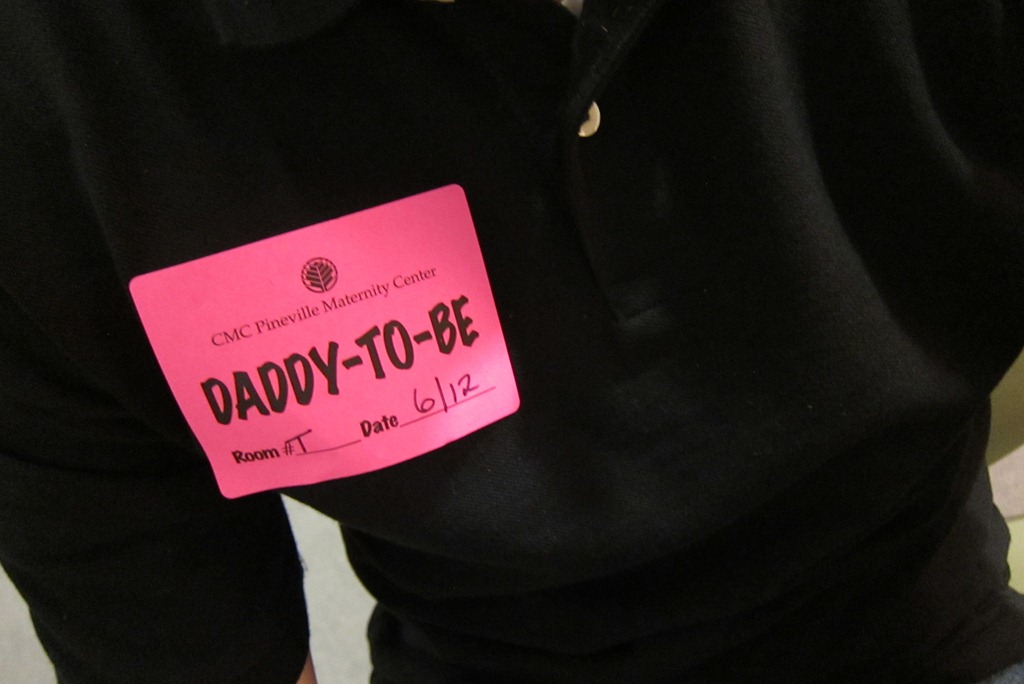 CMC Pineville Maternity Center
DADDY-TO-BE
Room #T Date 6/12